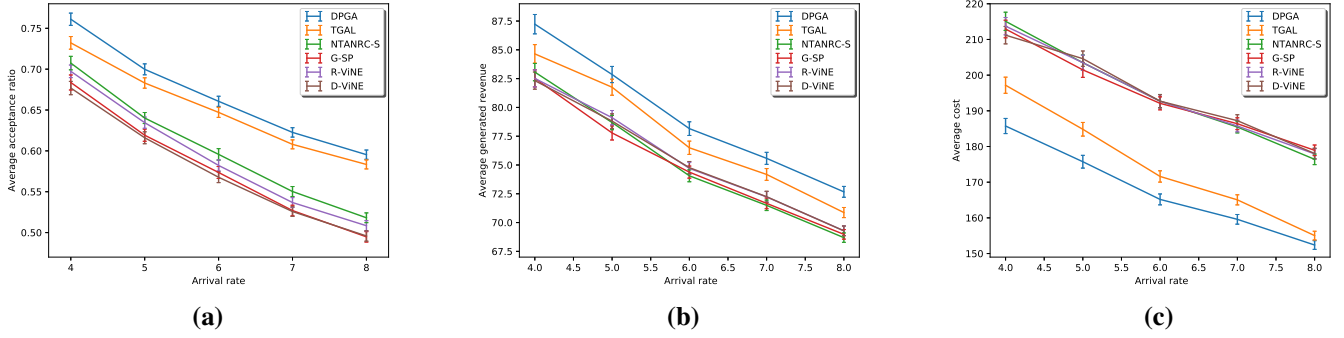 0.75
0.70
0.65
0.60
0.55
0.50
Average acceptance ratio
4
5
6
7
8
Arrival rate
DPGA
TGAL
NTANRC-S
G-SP
R-ViNE
D-ViNE
(a)
87.5
85.0
82.5
80.0
77.5
75.0
72.5
70.0
67.5
Average generated revenue
4.0 4.5 5.0 5.5 6.0 6.5 7.0 7.5 8.0
Arrival rate
DPGA
TGAL
NTANRC-S
G-SP
R-ViNE
D-ViNE
(b)
220
210
200
190
180
170
160
150
Average cost
4.0 4.5 5.0 5.5 6.0 6.5 7.0 7.5 8.0
Arrival rate
DPGA
TGAL
NTANRC-S
G-SP
R-ViNE
D-ViNE
(c)